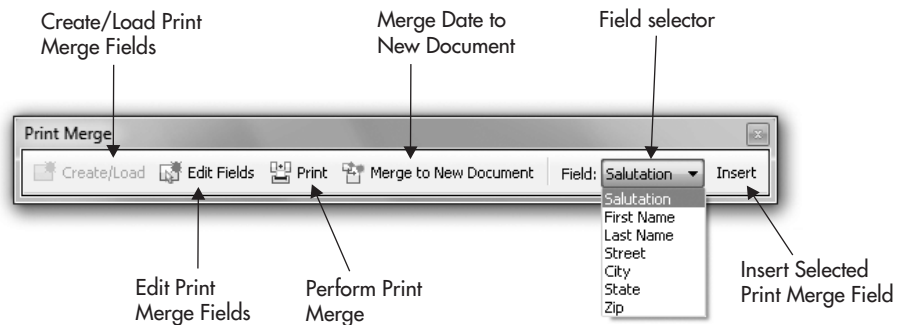 Create/Load Print
Merge Fields
Merge Date to
New Document
Field selector
Print Merge
Create/Load
Edit Fields
Print
Merge to New Document
Field:
Salutation
Insert
Salutation
First Name
Last Name
Street
City
State
Zip
Edit Print
Merge Fields
Perform Print
Merge
Insert Selected
Print Merge Field